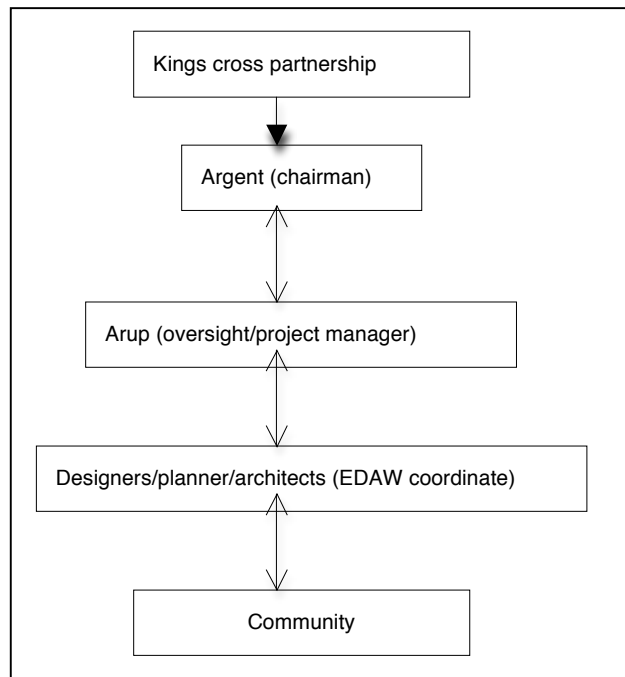 Kings cross partnership
Argent (chairman)
Arup (oversight/project manager)
Designers/planner/architects (EDAW coordinate)
Community